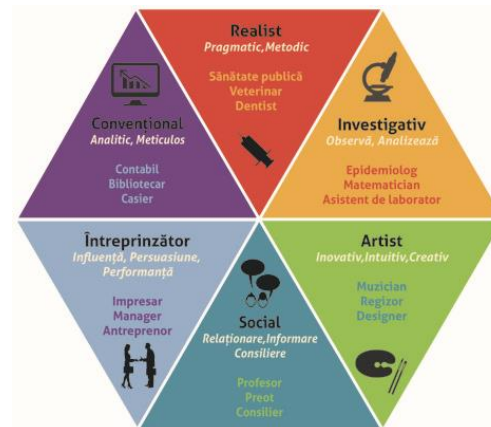 Realist
Pragmatic,Metodic
Sănătate publică
Veterinar
Dentist
Conventional
Analitic, Meticulos
Contabil
Bibliotecar
Casier
Investigativ
Observă, Analizează
Epidemiolog
Matematician
Asistent de laborator
Întreprinzător
Influență, Persuasiune,
Performanță
Impresar
Manager
Antreprenor
Social
Relaționare,Informare
Consiliere
Profesor
Preot
Consilier
Artist
Inovativ,Intuitiv,Creativ
Muzician
Regizor
Designer